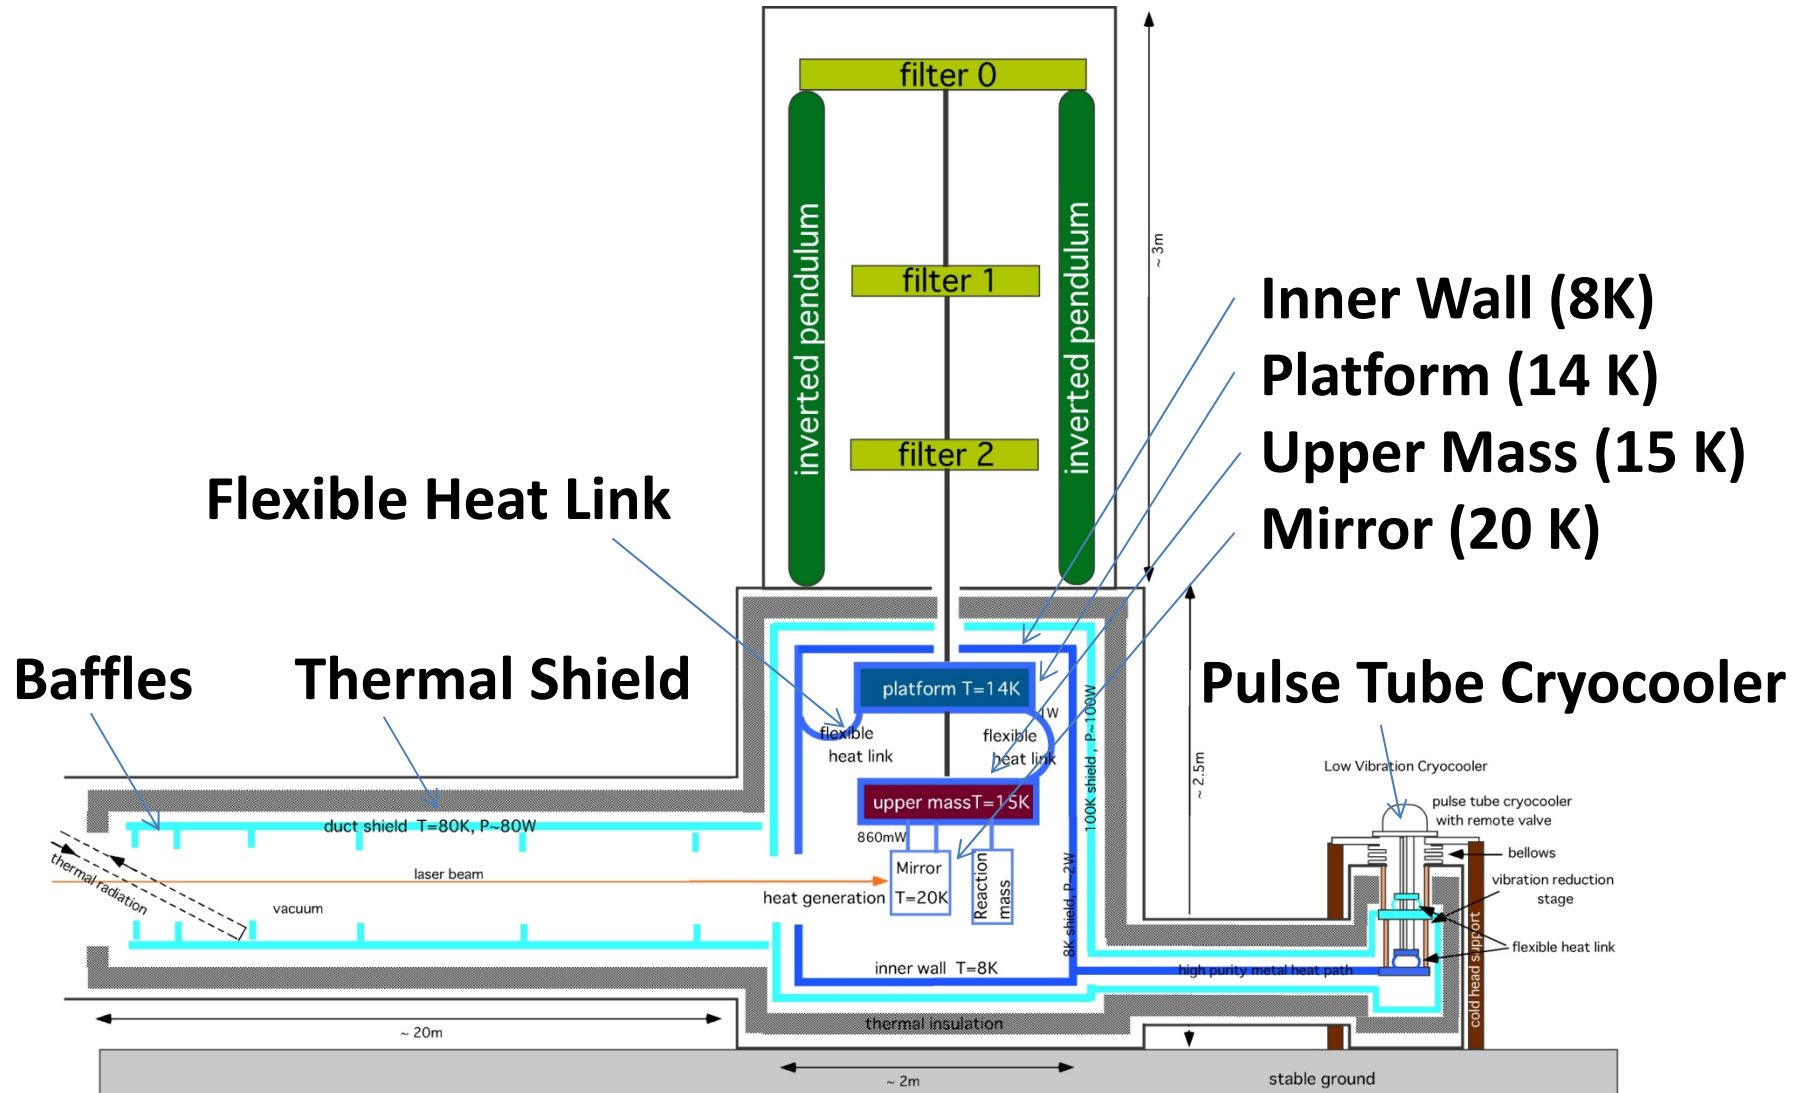 filter 0
inverted pendulum
inverted pendulum
~ 3m
filter 1
filter 2
Inner Wall (8K)
Platform (14 K)
Upper Mass (15 K)
Mirror (20 K)
Flexible Heat Link
Baffles
Thermal Shield
Pulse Tube Cryocooler
platform T=14K
1W
flexible
heat link
flexible
heat link
100K shield, P~100W
~ 2.5m
upper massT=15K
860mW
Mirror
T=20K
Reaction
mass
8K shield, P~2W
inner wall T=8K
duct shield T=80K, P~80W
thermal radiation
laser beam
heat generation
vacuum
thermal insulation
high purity metal heat path
Low Vibration Cryocooler
pulse tube cryocooler
with remote valve
bellows
vibration reduction
stage
flexible heat link
cold head support
~ 20m
~ 2m
stable ground